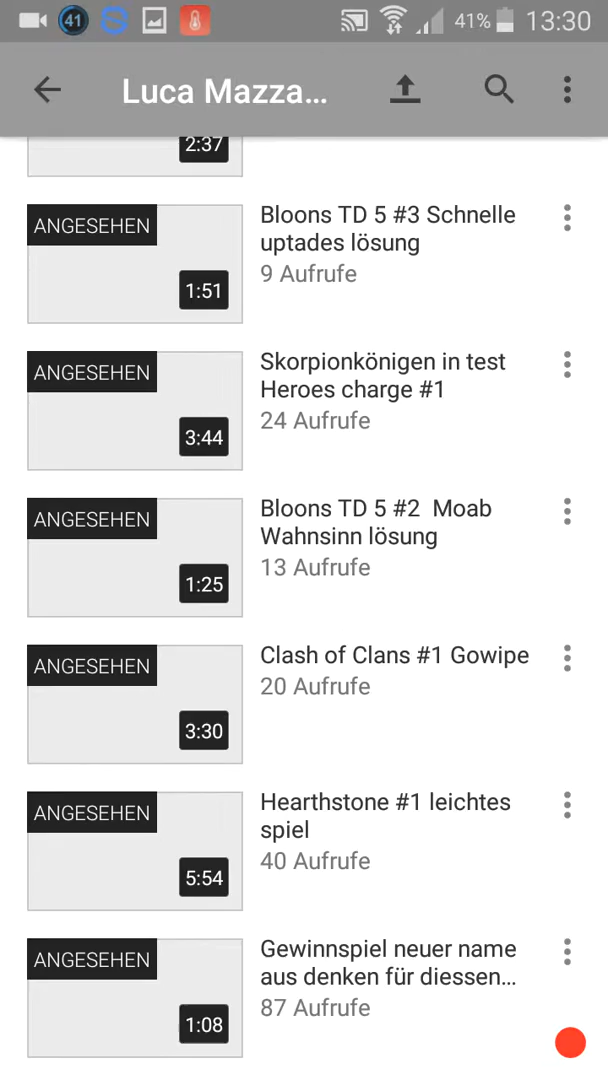 41
41%
13:30
Luca Mazza...
2:37
ANGESEHEN
1:51
Bloons TD 5 #3 Schnelle
uptades lösung
9 Aufrufe
ANGESEHEN
3:44
Skorpionkönigen in test
Heroes charge #1
24 Aufrufe
ANGESEHEN
1:25
Bloons TD 5 #2  Moab
Wahnsinn lösung
13 Aufrufe
ANGESEHEN
3:30
Clash of Clans #1 Gowipe
20 Aufrufe
ANGESEHEN
5:54
Hearthstone #1 leichtes
spiel
40 Aufrufe
ANGESEHEN
1:08
Gewinnspiel neuer name
aus denken für diessen...
87 Aufrufe